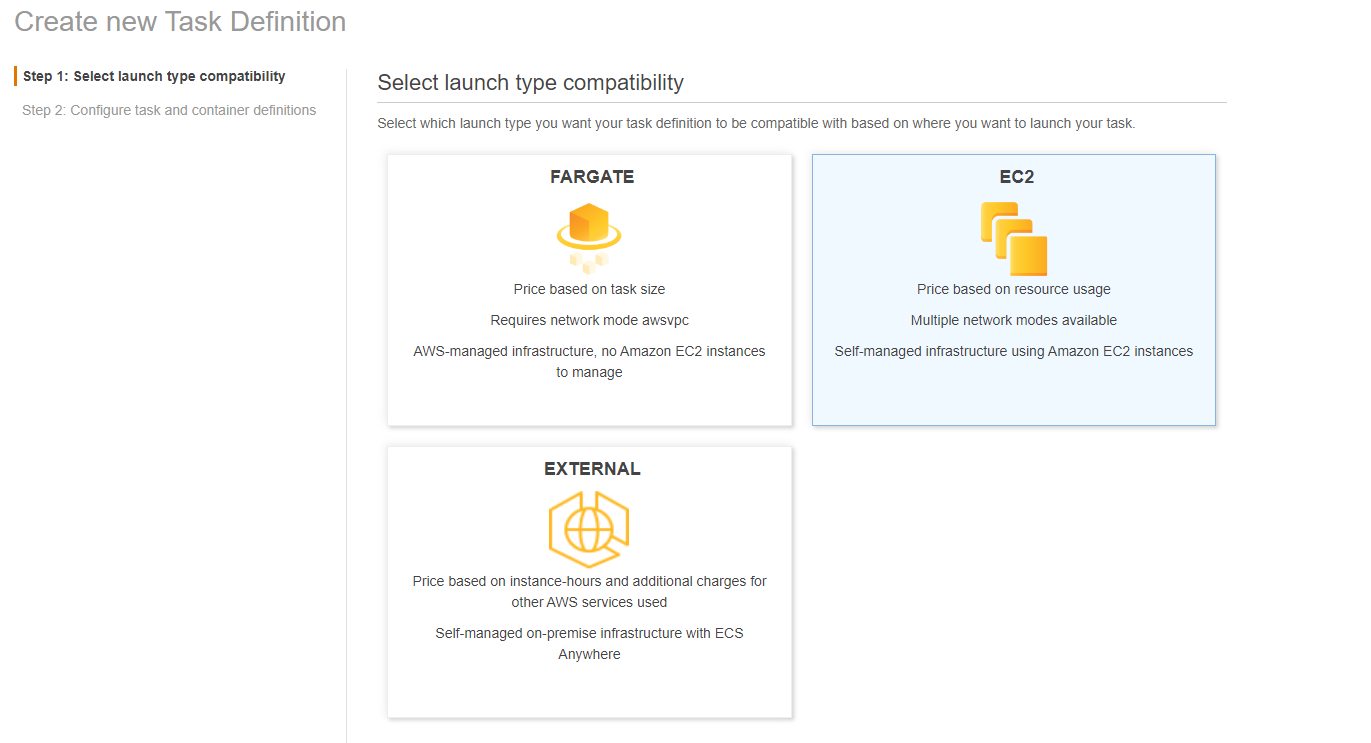 Create new Task Definition
Step 1: Select launch type compatibility
Step 2: Configure task and container definitions
Select launch type compatibility
Select which launch type you want your task definition to be compatible with based on where you want to launch your task.
FARGATE
Price based on task size
Requires network mode awsvpc
AWS-managed infrastructure, no Amazon EC2 instances
to manage
EC2
Price based on resource usage
Multiple network modes available
Self-managed infrastructure using Amazon EC2 instances
EXTERNAL
Price based on instance-hours and additional charges for
other AWS services used
Self-managed on-premise infrastructure with ECS
Anywhere